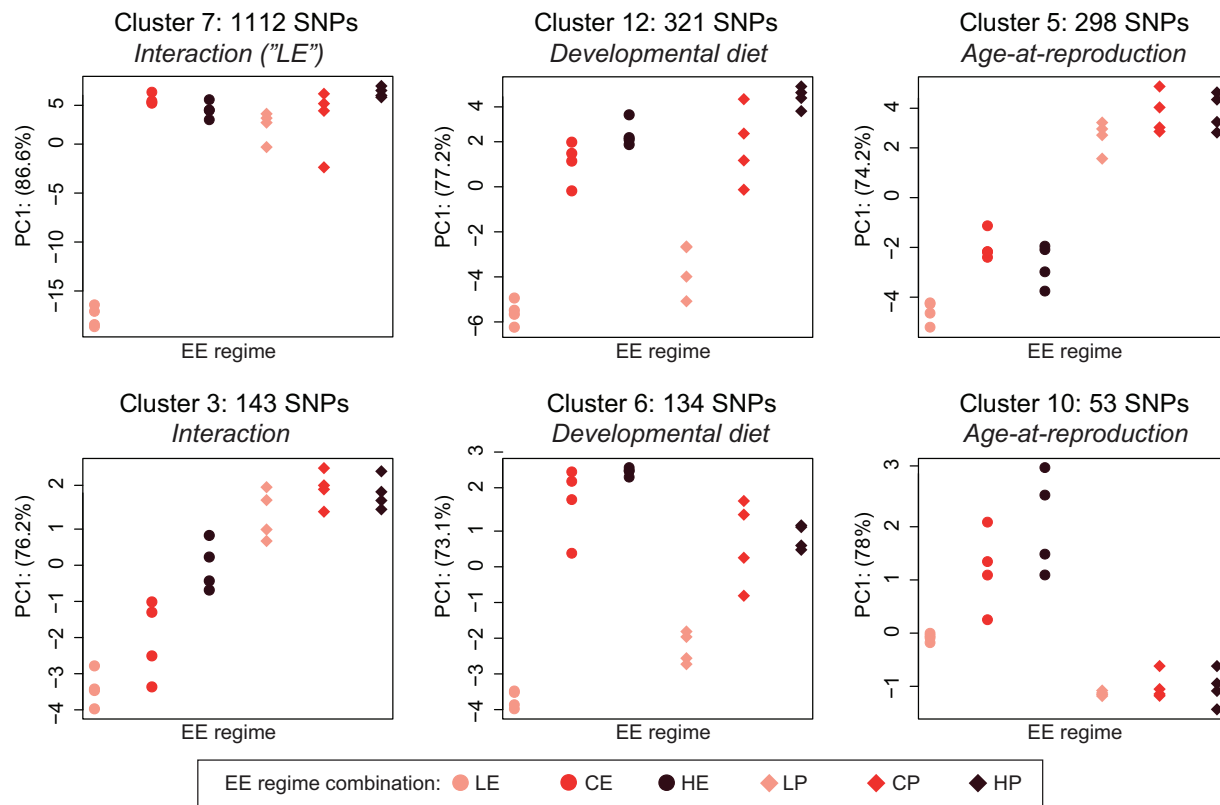 Cluster 7: 1112 SNPs
Interaction ("LE")
PC1: (86.6%)
5
0
−5
−10
−15
EE regime
Cluster 12: 321 SNPs
Developmental diet
PC1: (77.2%)
4
2
0
−2
−4
−6
EE regime
Cluster 5: 298 SNPs
Age-at-reproduction
PC1: (74.2%)
4
2
0
−2
−4
EE regime
Cluster 3: 143 SNPs
Interaction
PC1: (76.2%)
2
1
0
−1
−2
−3
−4
EE regime
Cluster 6: 134 SNPs
Developmental diet
PC1: (73.1%)
3
2
1
0
−1
−2
−3
−4
EE regime
Cluster 10: 53 SNPs
Age-at-reproduction
PC1: (78%)
3
2
1
0
−1
EE regime
EE regime combination: LE CE HE LP CP HP